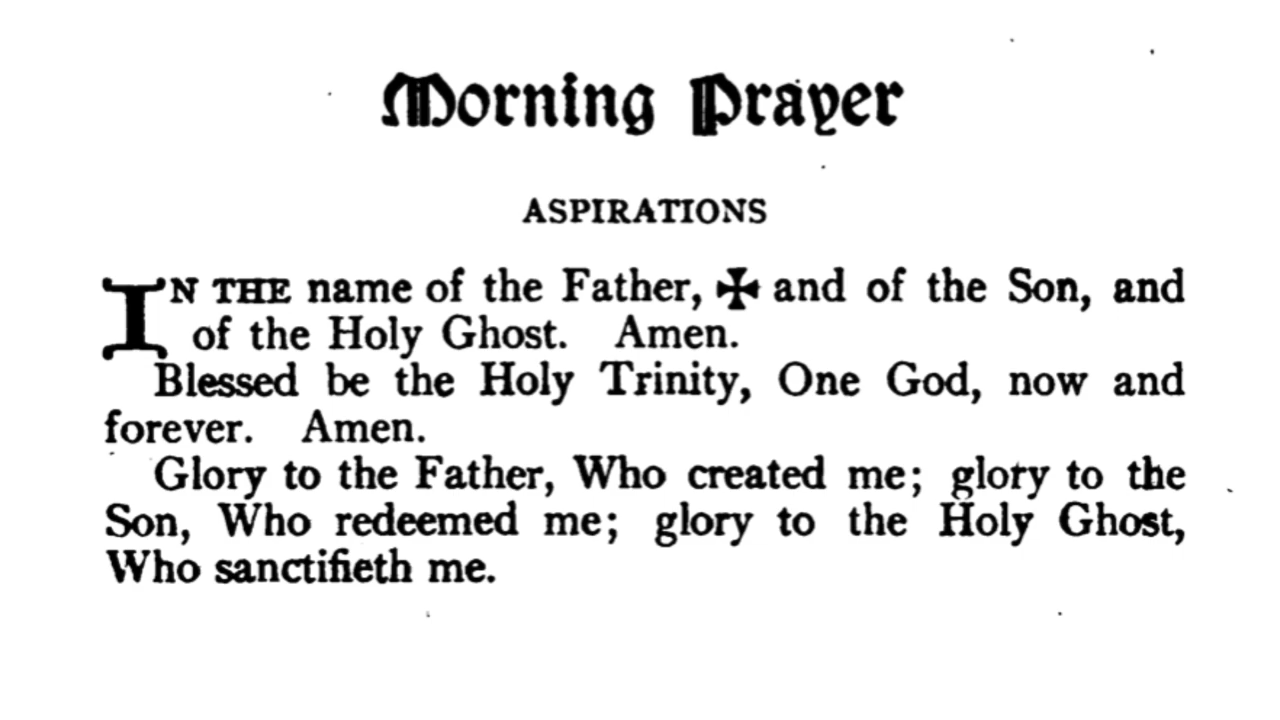 Morning Prayer
ASPIRATIONS
IN THE name of the Father, ✠ and of the Son, and
of the Holy Ghost. Amen.
Blessed be the Holy Trinity, One God, now and
forever. Amen.
Glory to the Father, Who created me; glory to the
Son, Who redeemed me; glory to the Holy Ghost,
Who sanctifieth me.